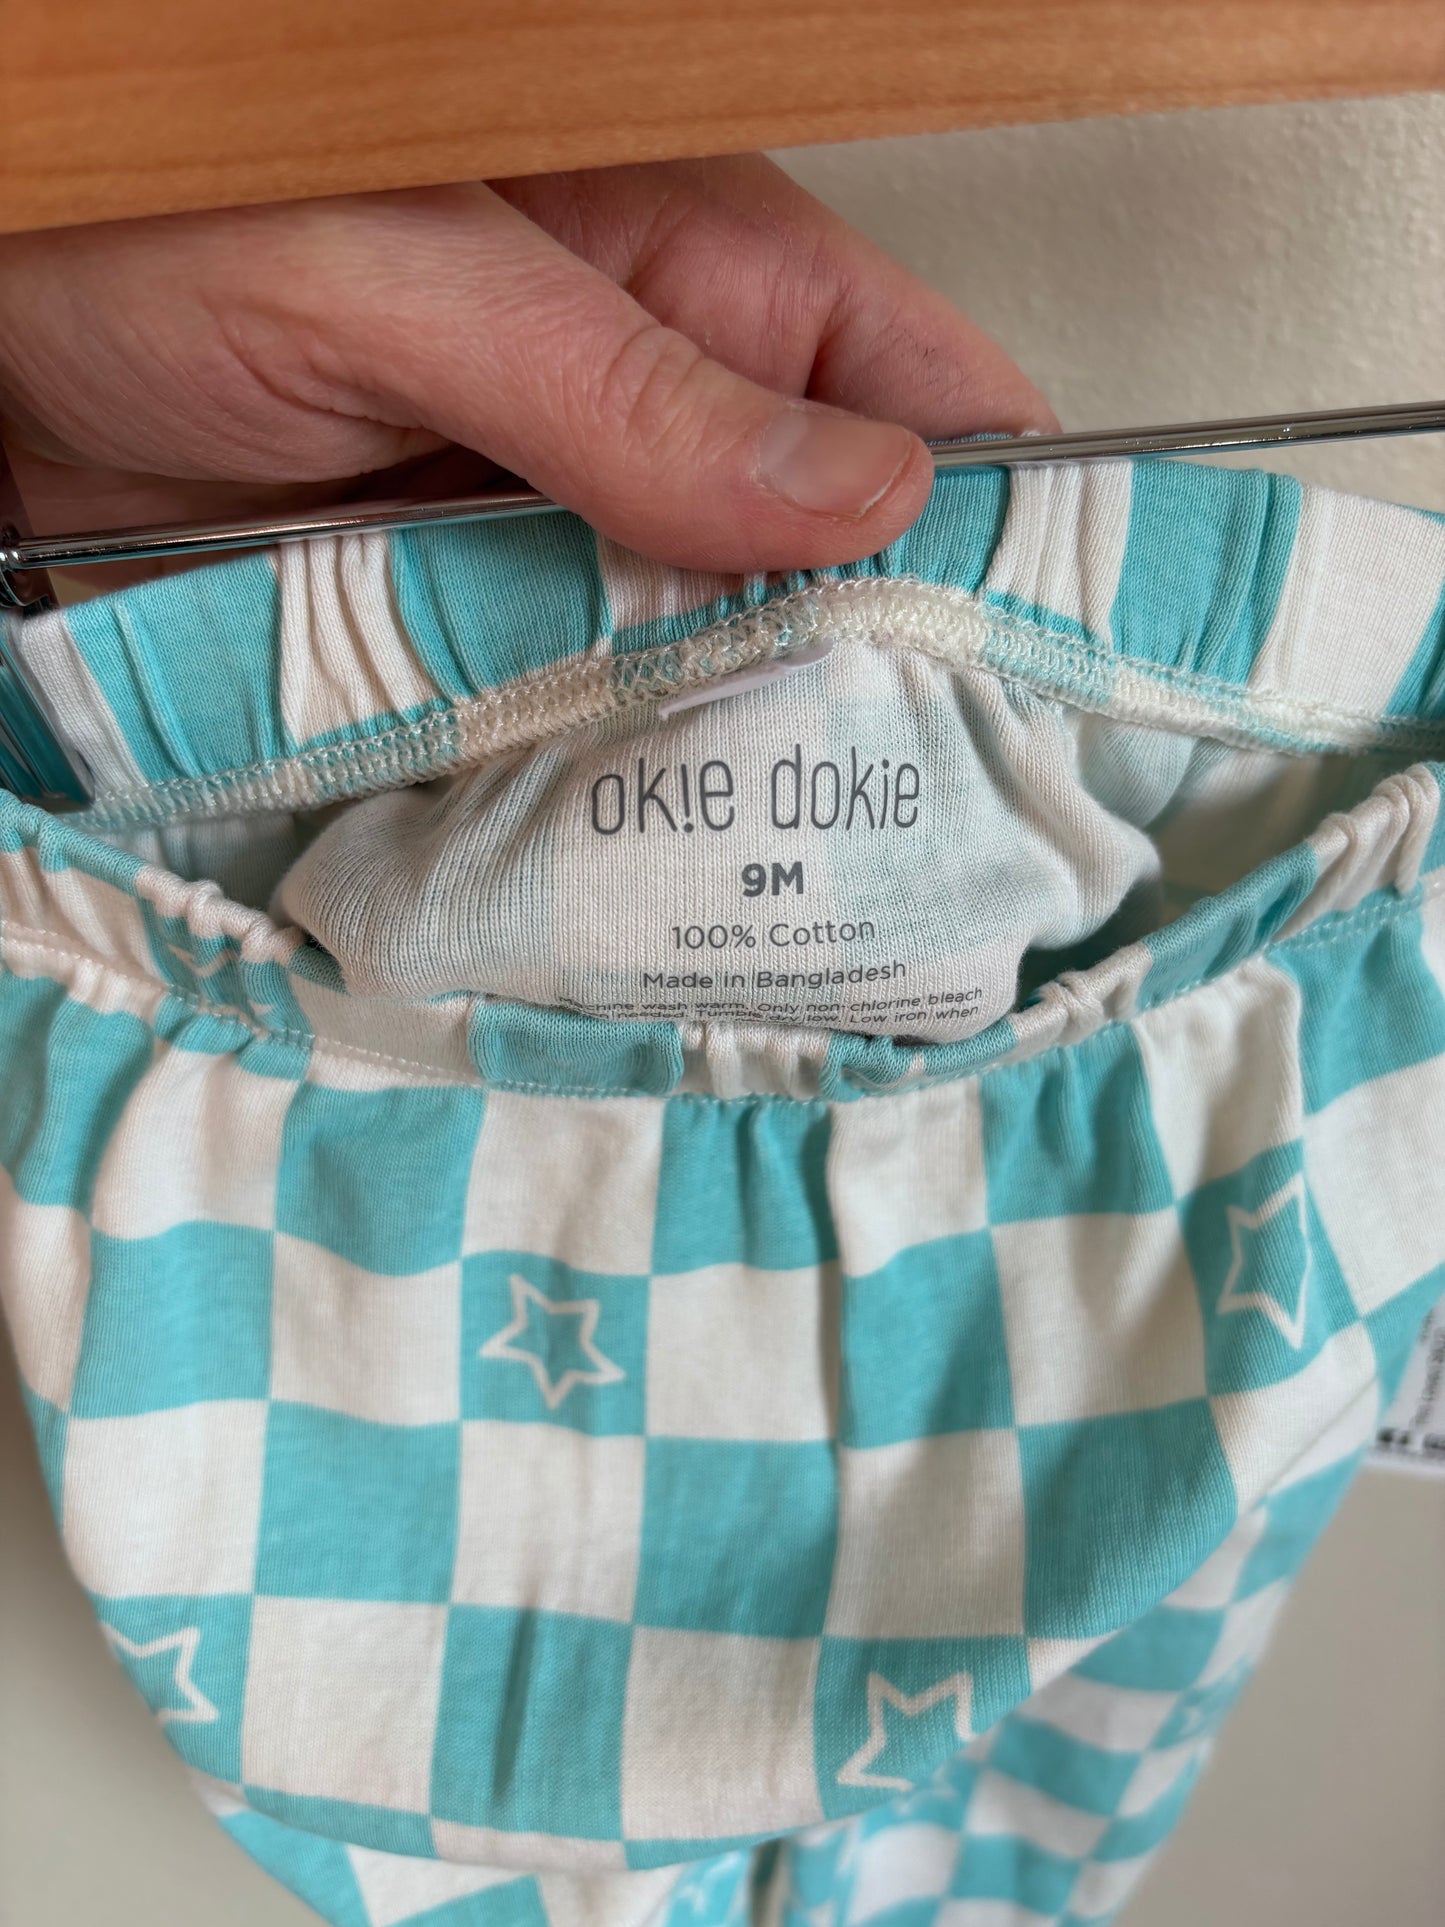 ok!e dokie
9M
100% Cotton
Made in Bangladesh
wash warm. Only non chlorine bleach
needed. Tumble dry low. Low iron when